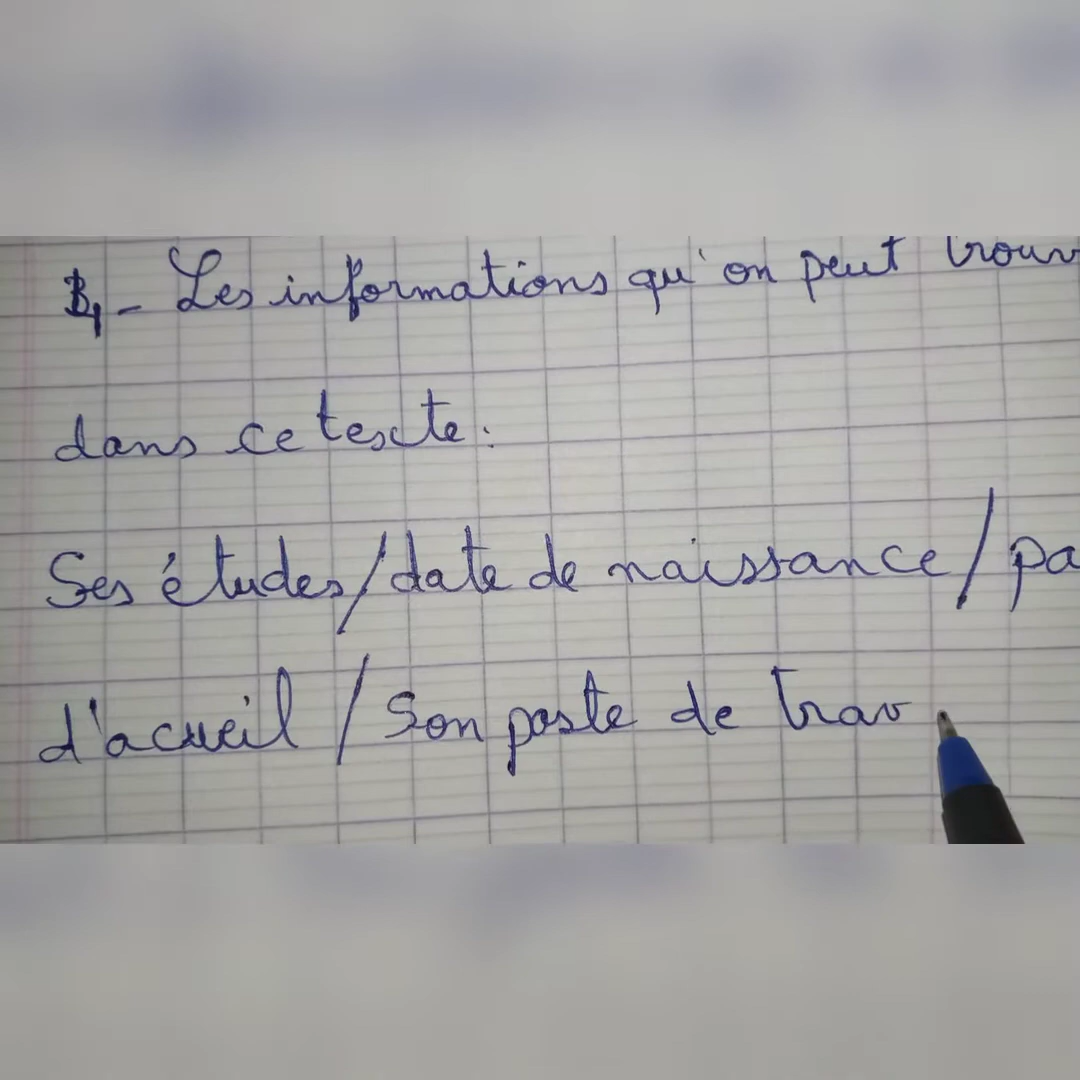 B1- Les informations qu'on peut trouv
dans ce texte:
Ses études/date de naissance/pa
d'acueil / Son poste de trav